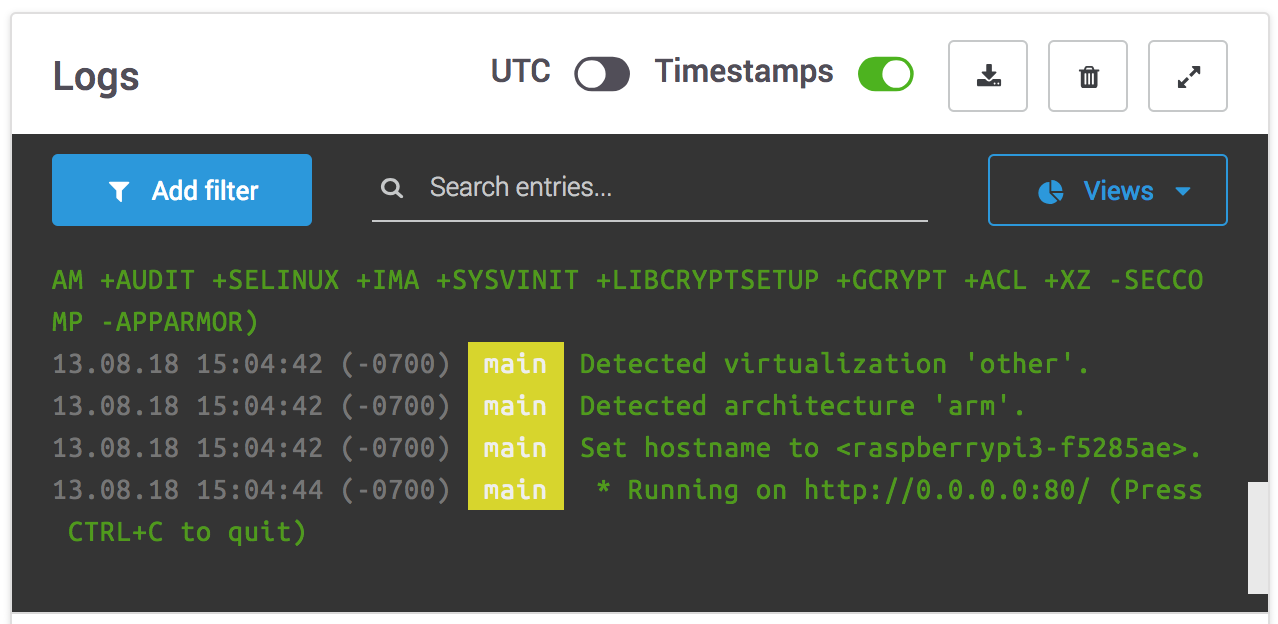 Logs
UTC
Timestamps
Add filter
Search entries...
Views
AM +AUDIT +SELINUX +IMA +SYSVINIT +LIBCRYPTSETUP +GCRYPT +ACL +XZ -SECCO
MP -APPARMOR)
13.08.18 15:04:42 (-0700) main Detected virtualization 'other'.
13.08.18 15:04:42 (-0700) main Detected architecture 'arm'.
13.08.18 15:04:42 (-0700) main Set hostname to <raspberrypi3-f5285ae>.
13.08.18 15:04:44 (-0700) main * Running on http://0.0.0.0:80/ (Press
CTRL+C to quit)